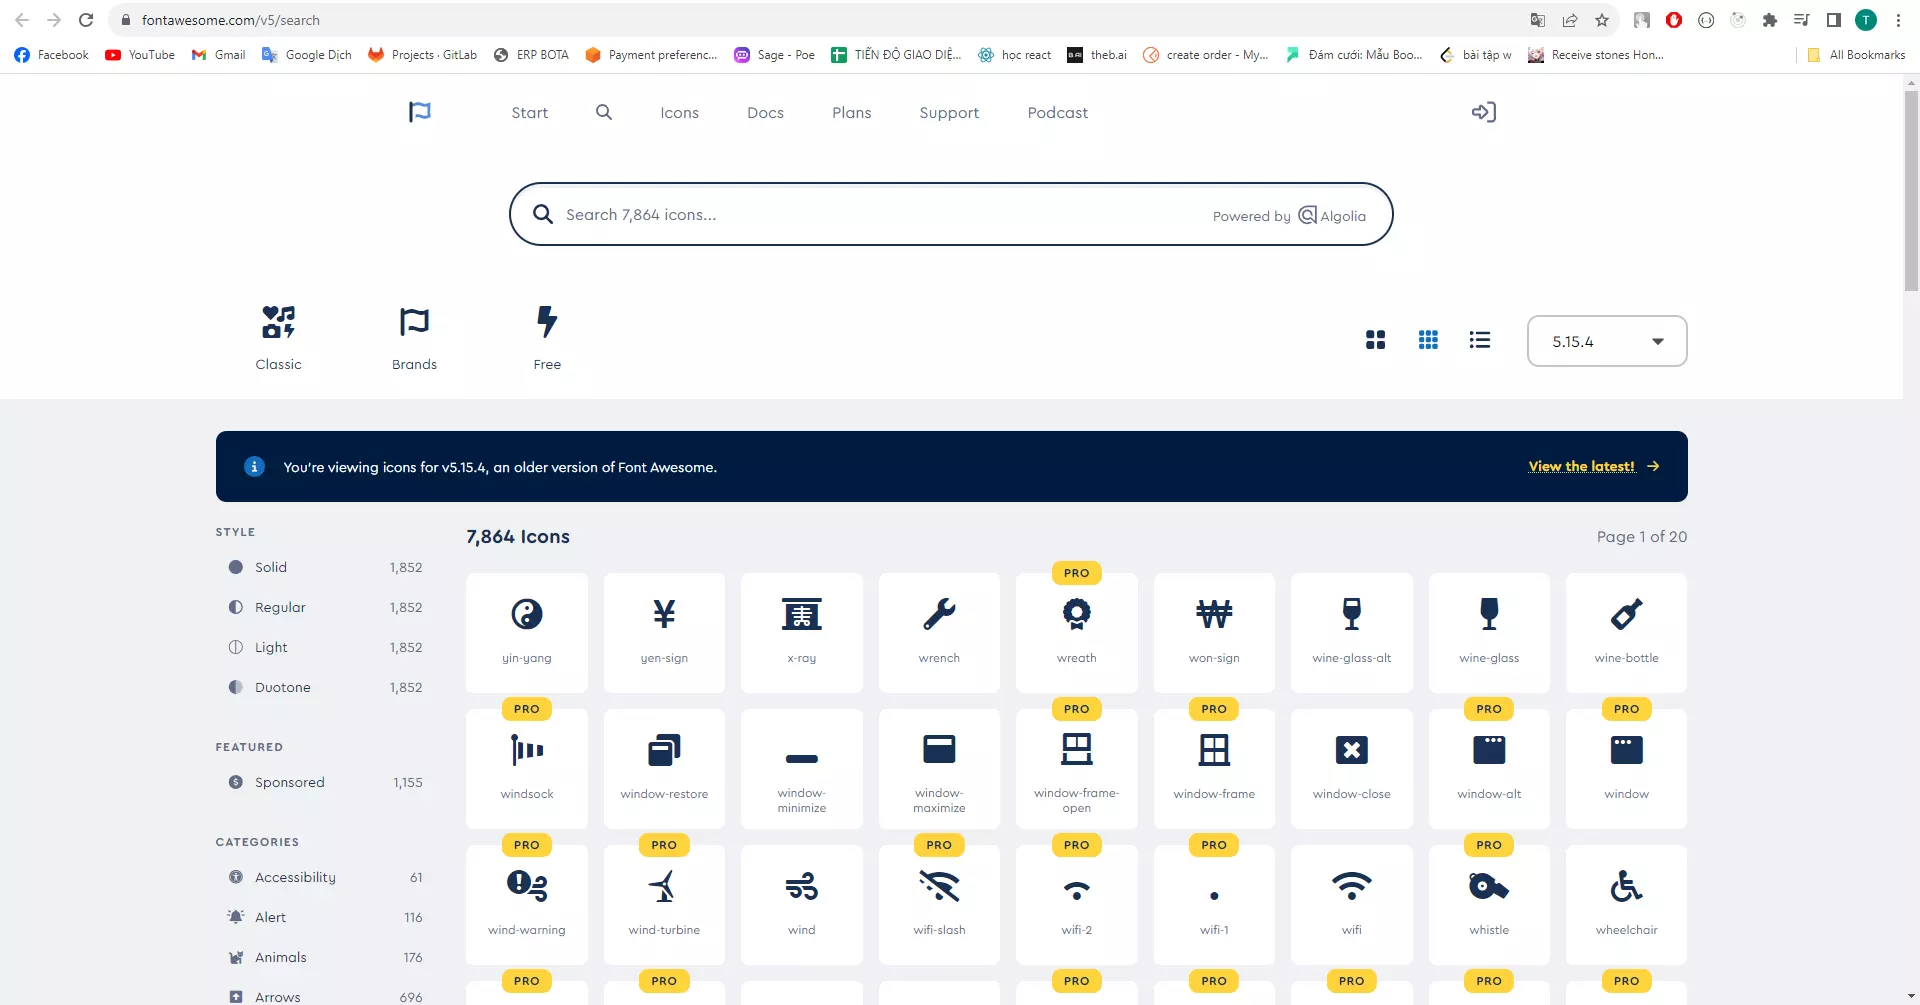 fontawesome.com/v5/search
T
Facebook
YouTube
Gmail
Google Dịch
Projects · GitLab
ERP BOTA
Payment preferenc...
Sage - Poe
TIẾN ĐỘ GIAO DIỆ...
học react
B.AI
theb.ai
create order - My...
Đám cưới: Mẫu Boo...
bài tập w
Receive stones Hon...
All Bookmarks
Start
Icons
Docs
Plans
Support
Podcast
Search 7,864 icons...
Powered by Algolia
Classic
Brands
Free
5.15.4
You're viewing icons for v5.15.4, an older version of Font Awesome.
View the latest!
STYLE
Solid 1,852
Regular 1,852
Light 1,852
Duotone 1,852
FEATURED
Sponsored 1,155
CATEGORIES
Accessibility 61
Alert 116
Animals 176
Arrows 696
7,864 Icons
Page 1 of 20
PRO
yin-yang
yen-sign
x-ray
wrench
wreath
won-sign
wine-glass-alt
wine-glass
wine-bottle
PRO
PRO
PRO
PRO
PRO
windsock
window-restore
window-
minimize
window-
maximize
window-frame-
open
window-frame
window-close
window-alt
window
PRO
PRO
PRO
PRO
PRO
PRO
wind-warning
wind-turbine
wind
wifi-slash
wifi-2
wifi-1
wifi
whistle
wheelchair
PRO
PRO
PRO
PRO
PRO
PRO
PRO